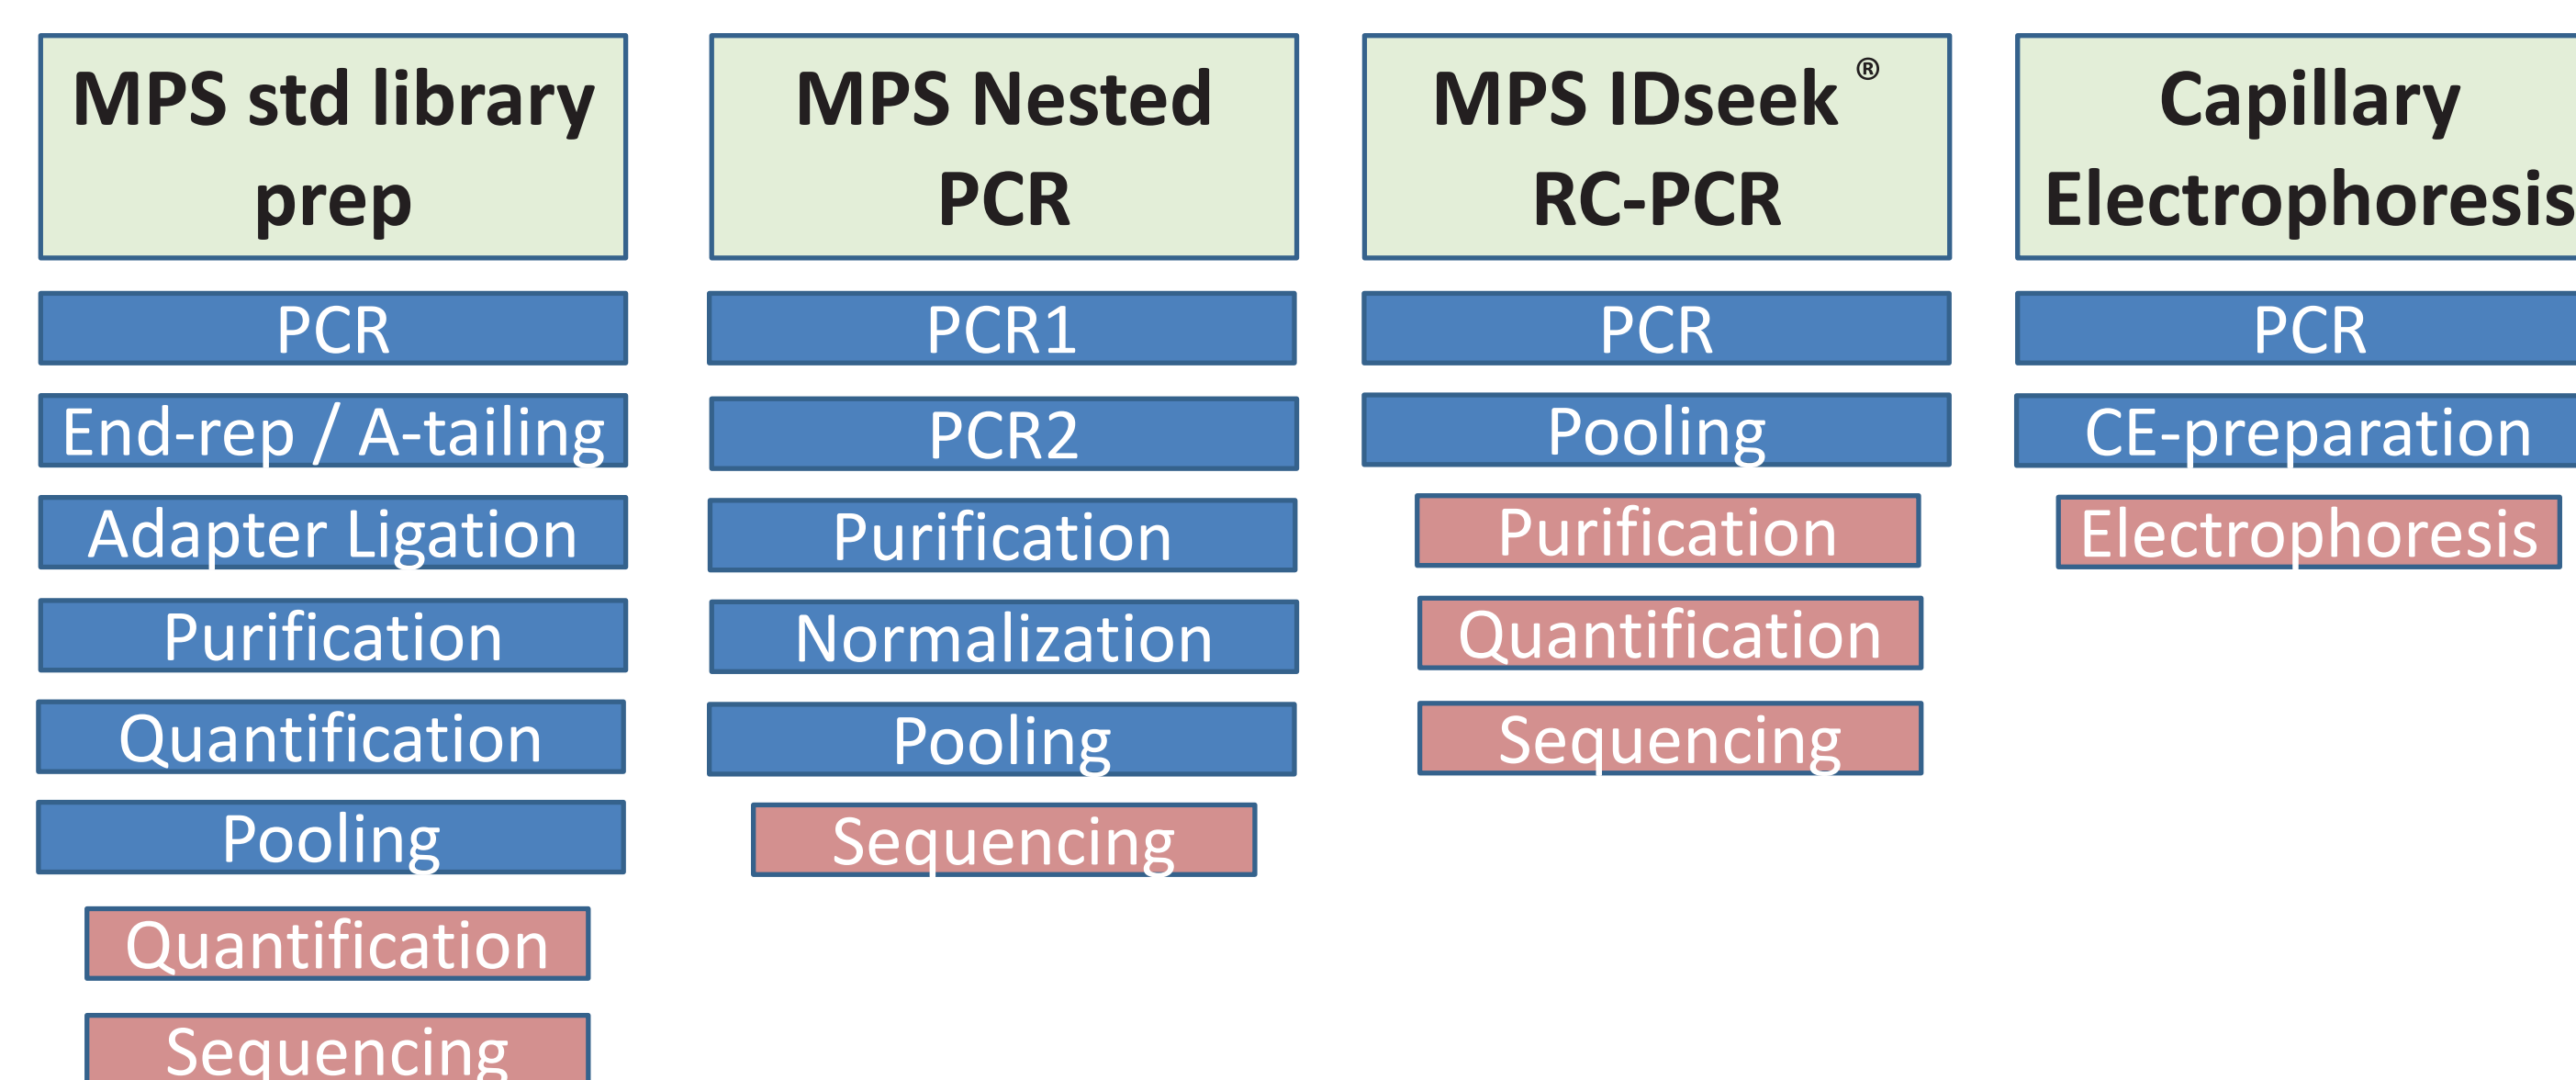 MPS std library
prep
PCR
End-rep / A-tailing
Adapter Ligation
Purification
Quantification
Pooling
Quantification
Sequencing
MPS Nested
PCR
PCR1
PCR2
Purification
Normalization
Pooling
Sequencing
MPS IDseek ®
RC-PCR
PCR
Pooling
Purification
Quantification
Sequencing
Capillary
Electrophoresis
PCR
CE-preparation
Electrophoresis